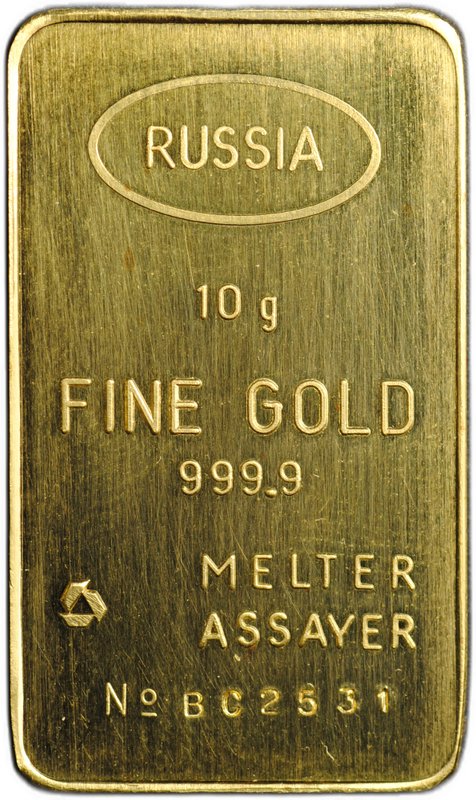 RUSSIA
10 g
FINE GOLD
999.9
MELTER
ASSAYER
№ BC2531